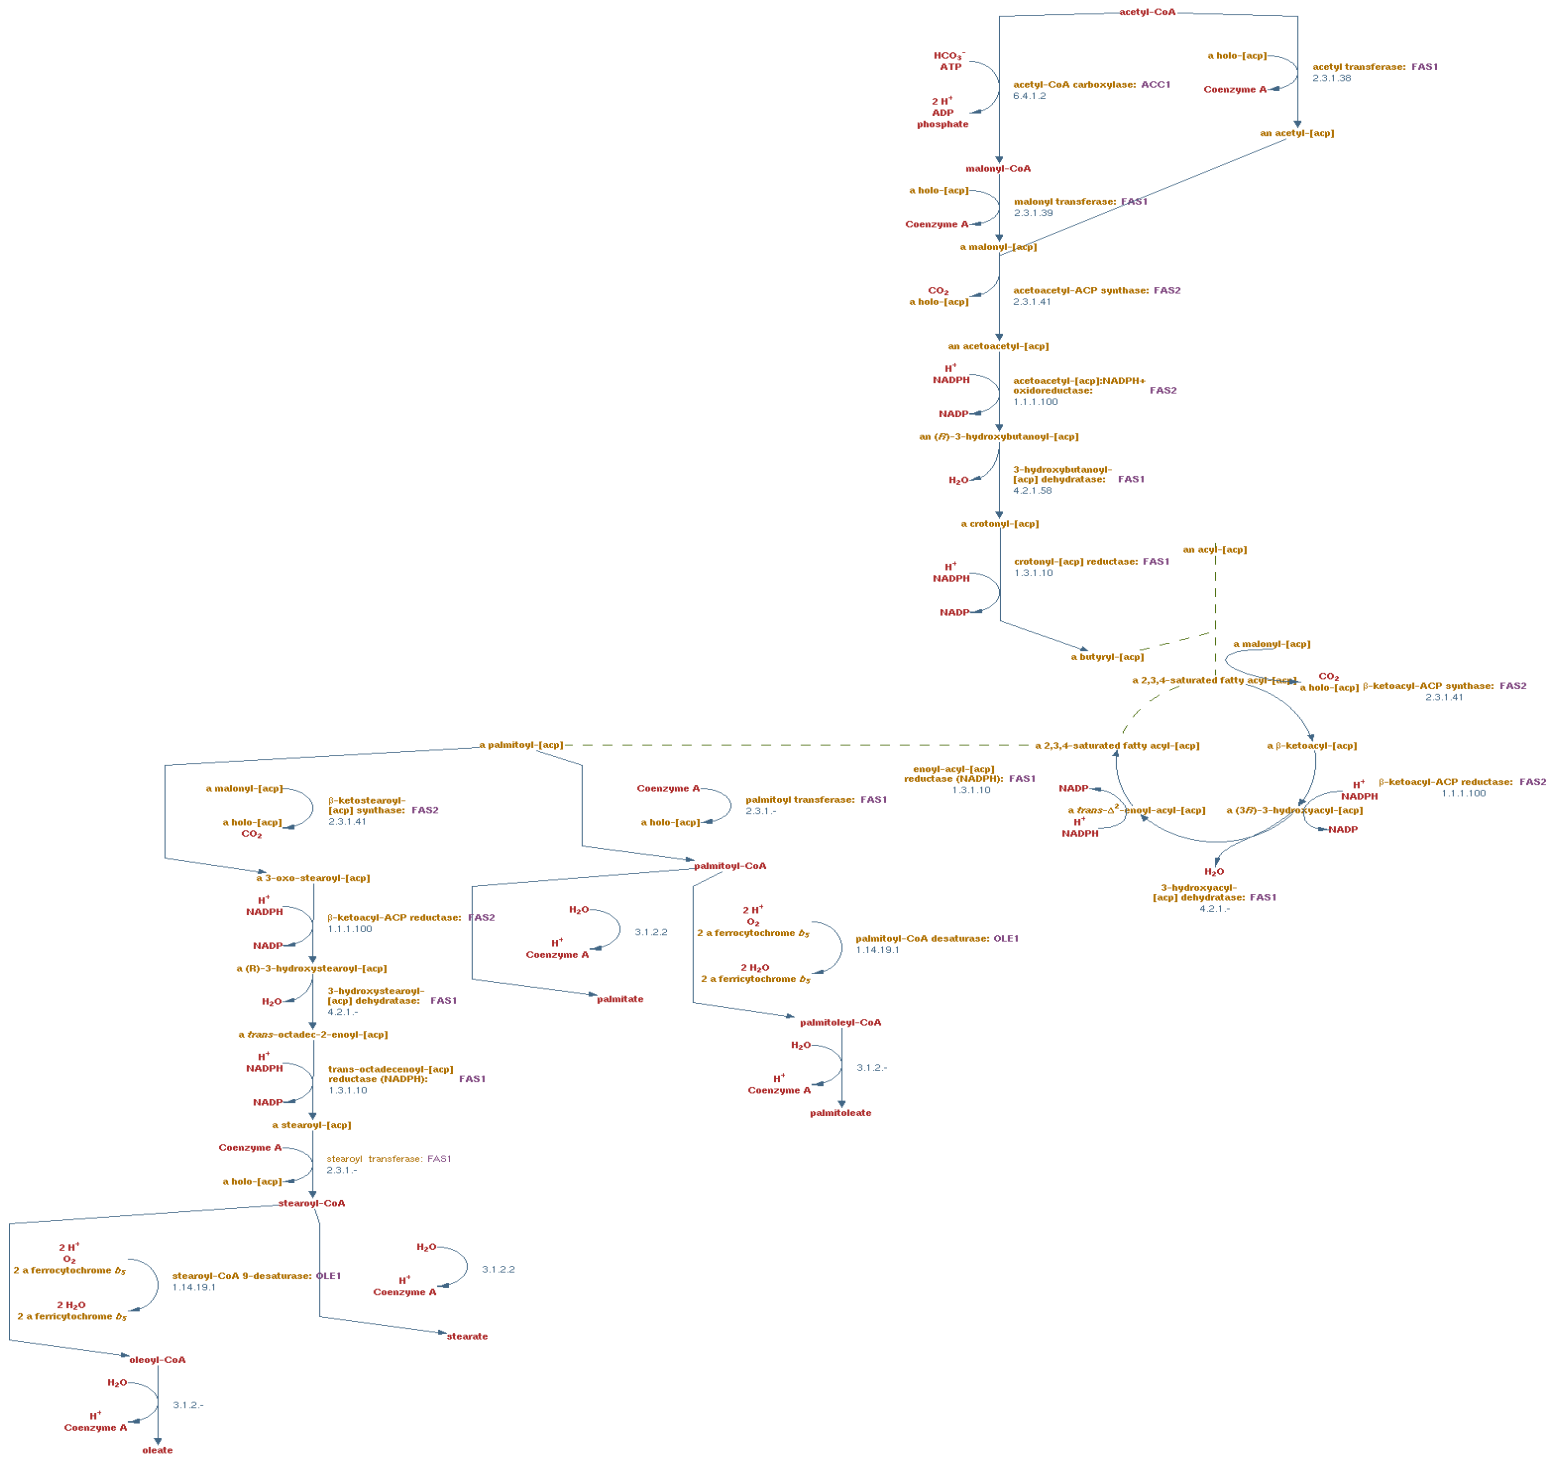 acetyl-CoA
HCO3-
ATP
acetyl-CoA carboxylase: ACC1
6.4.1.2
2 H+
ADP
phosphate
a holo-[acp]
acetyl transferase: FAS1
2.3.1.38
Coenzyme A
an acetyl-[acp]
malonyl-CoA
a holo-[acp]
malonyl transferase: FAS1
2.3.1.39
Coenzyme A
a malonyl-[acp]
CO2
a holo-[acp]
acetoacetyl-ACP synthase: FAS2
2.3.1.41
an acetoacetyl-[acp]
H+
NADPH
acetoacetyl-[acp]:NADPH+
oxidoreductase: FAS2
1.1.1.100
NADP
an (R)-3-hydroxybutanoyl-[acp]
3-hydroxybutanoyl-
[acp] dehydratase: FAS1
4.2.1.58
H2O
a crotonyl-[acp]
H+
NADPH
crotonyl-[acp] reductase: FAS1
1.3.1.10
NADP
an acyl-[acp]
a butyryl-[acp]
a malonyl-[acp]
a 2,3,4-saturated fatty acyl-[acp]
CO2
a holo-[acp]
β-ketoacyl-ACP synthase: FAS2
2.3.1.41
a palmitoyl-[acp]
a 2,3,4-saturated fatty acyl-[acp]
a β-ketoacyl-[acp]
enoyl-acyl-[acp]
reductase (NADPH): FAS1
1.3.1.10
NADP
H+
NADPH
β-ketoacyl-ACP reductase: FAS2
1.1.1.100
a trans-Δ2-enoyl-acyl-[acp]
a (3R)-3-hydroxyacyl-[acp]
H+
NADPH
NADP
H2O
3-hydroxyacyl-
[acp] dehydratase: FAS1
4.2.1.-
a malonyl-[acp]
β-ketostearoyl-
[acp] synthase: FAS2
2.3.1.41
a holo-[acp]
CO2
Coenzyme A
palmitoyl transferase: FAS1
2.3.1.-
a holo-[acp]
palmitoyl-CoA
a 3-oxo-stearoyl-[acp]
H+
NADPH
β-ketoacyl-ACP reductase: FAS2
1.1.1.100
NADP
H2O
3.1.2.2
H+
Coenzyme A
palmitate
2 H+
O2
2 a ferrocytochrome b5
palmitoyl-CoA desaturase: OLE1
1.14.19.1
2 H2O
2 a ferricytochrome b5
palmitoleyl-CoA
H2O
3.1.2.-
H+
Coenzyme A
palmitoleate
a (R)-3-hydroxystearoyl-[acp]
H2O
3-hydroxystearoyl-
[acp] dehydratase: FAS1
4.2.1.-
a trans-octadec-2-enoyl-[acp]
H+
NADPH
trans-octadecenoyl-[acp]
reductase (NADPH): FAS1
1.3.1.10
NADP
a stearoyl-[acp]
Coenzyme A
stearoyl transferase: FAS1
2.3.1.-
a holo-[acp]
stearoyl-CoA
2 H+
O2
2 a ferrocytochrome b5
stearoyl-CoA 9-desaturase: OLE1
1.14.19.1
2 H2O
2 a ferricytochrome b5
H2O
3.1.2.2
H+
Coenzyme A
stearate
oleoyl-CoA
H2O
3.1.2.-
H+
Coenzyme A
oleate